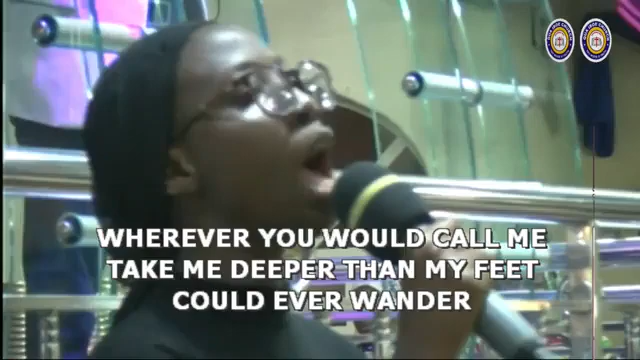 WHEREVER YOU WOULD CALL ME
TAKE ME DEEPER THAN MY FEET
COULD EVER WANDER